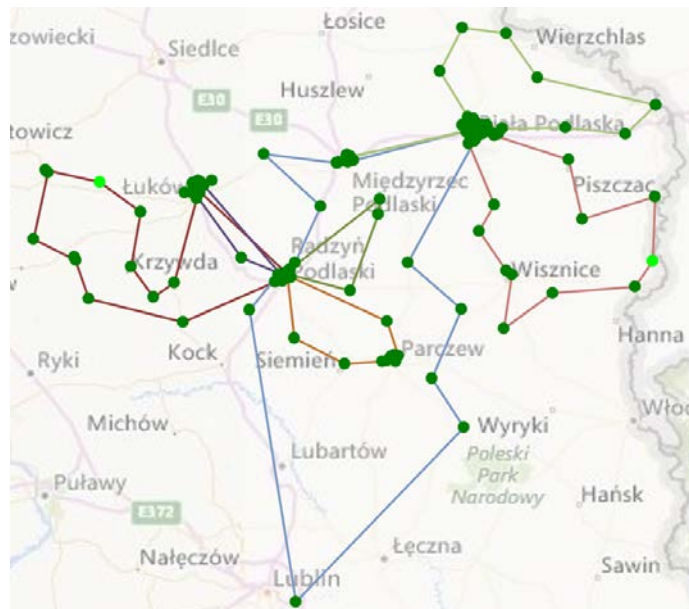 Łosice
zowiecki
Wierzchlas
Siedlce
E30
Huszlew
E30
Biała Podlaska
towicz
Międzyrzec
Podlaski
Piszczac
Łuków
Radzyń
Podlaski
Krzywda
Wisznice
w
Hanna
Kock
Siemień
Parczew
Ryki
Michów
Wyryki
Włod
Lubartów
Poleski
Park
Narodowy
Puławy
Hańsk
E372
Nałęczów
Łęczna
Sawin
Lublin